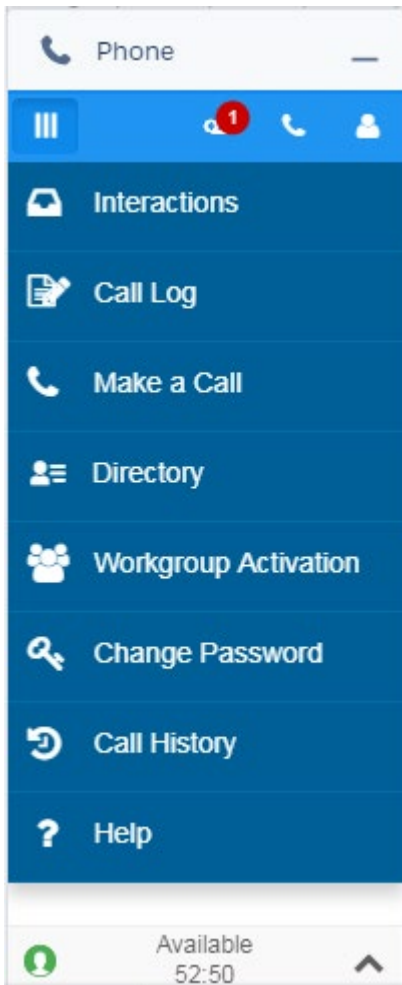 Phone
1
Interactions
Call Log
Make a Call
Directory
Workgroup Activation
Change Password
Call History
? Help
Available
52:50